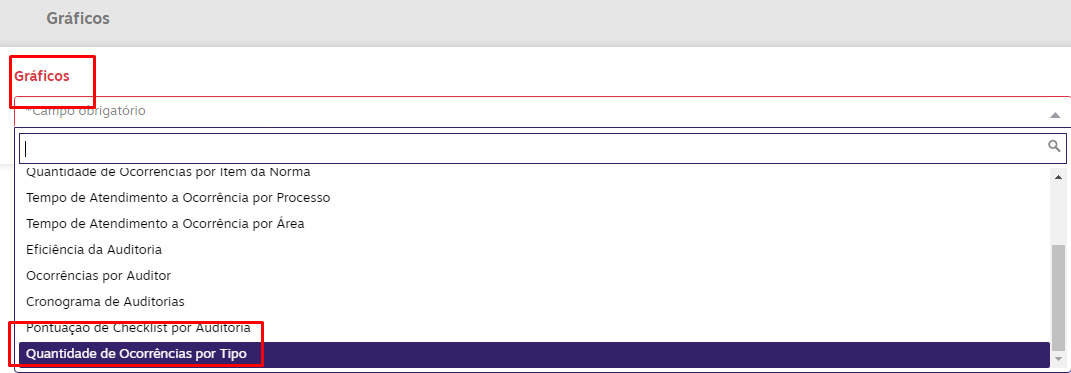 Gráficos
Gráficos
*Campo obrigatório
Quantidade de Ocorrências por Item da Norma
Tempo de Atendimento a Ocorrência por Processo
Tempo de Atendimento a Ocorrência por Área
Eficiência da Auditoria
Ocorrências por Auditor
Cronograma de Auditorias
Pontuação de Checklist por Auditoria
Quantidade de Ocorrências por Tipo